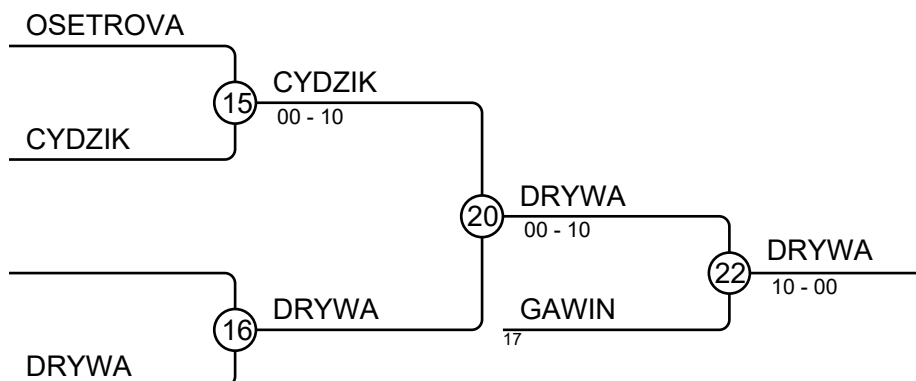 OSETROVA
15
CYDZIK
00 - 10
CYDZIK
20
DRYWA
00 - 10
22
DRYWA
10 - 00
16
DRYWA
17
GAWIN
DRYWA